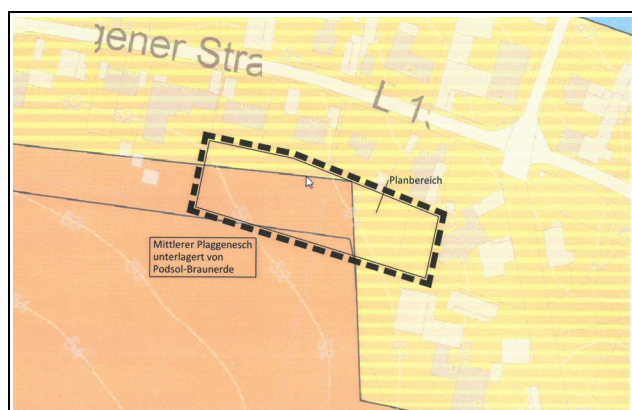 gener Stra
L 1
Planbereich
Mittlerer Plaggenesch
unterlagert von
Podsol-Braunerde